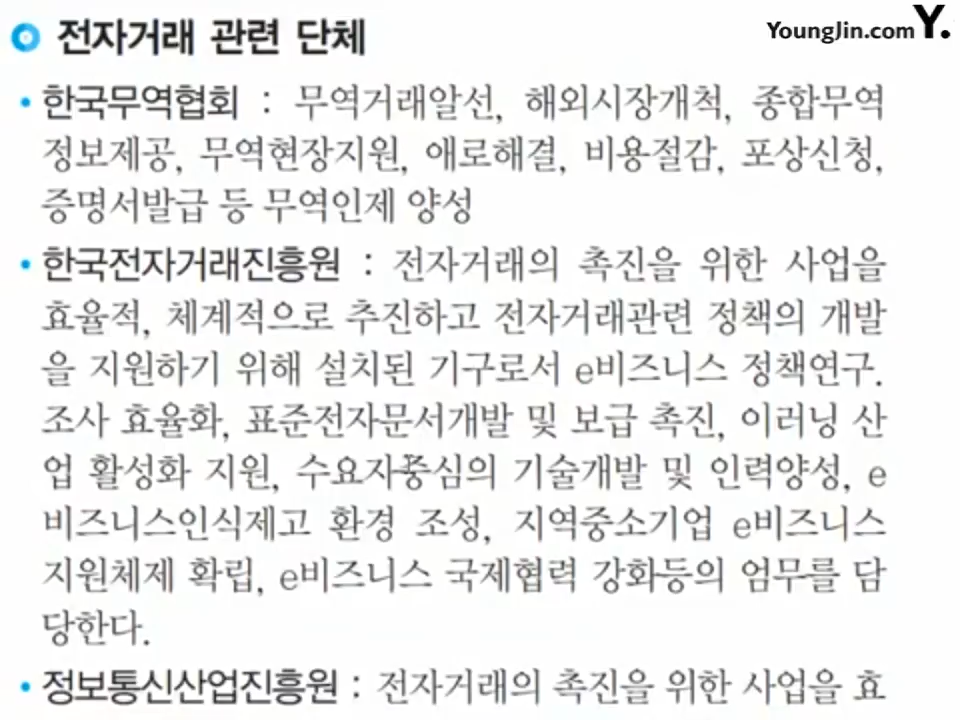 전자거래 관련 단체
YoungJin.com Y.
• 한국무역협회 : 무역거래알선, 해외시장개척, 종합무역
정보제공, 무역현장지원, 애로해결, 비용절감, 포상신청,
증명서발급 등 무역인제 양성
• 한국전자거래진흥원 : 전자거래의 촉진을 위한 사업을
효율적, 체계적으로 추진하고 전자거래관련 정책의 개발
을 지원하기 위해 설치된 기구로서 e비즈니스 정책연구.
조사 효율화, 표준전자문서개발 및 보급 촉진, 이러닝 산
업 활성화 지원, 수요자중심의 기술개발 및 인력양성, e
비즈니스인식제고 환경 조성, 지역중소기업 e비즈니스
지원체제 확립, e비즈니스 국제협력 강화등의 엄무를 담
당한다.
• 정보통신산업진흥원 : 전자거래의 촉진을 위한 사업을 효